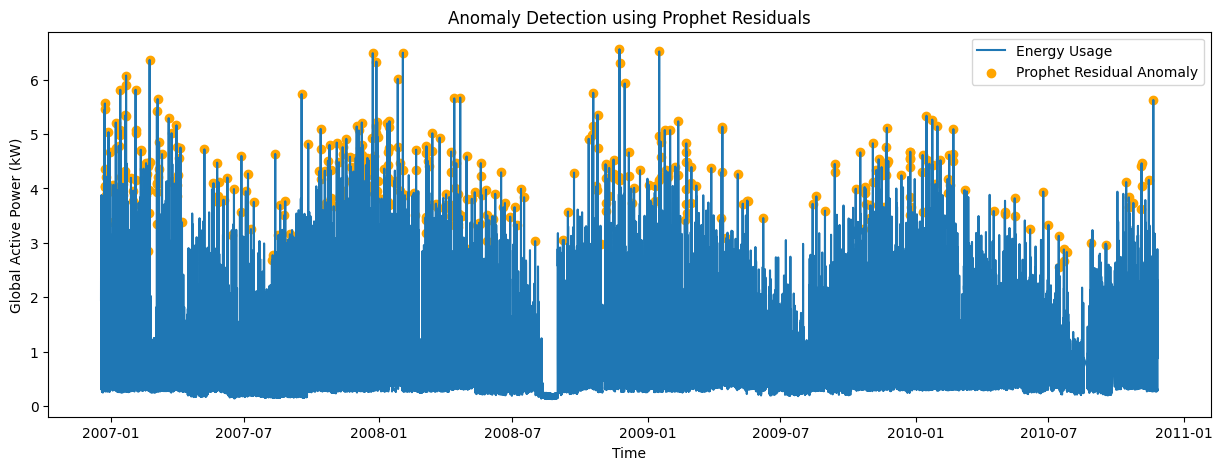 Anomaly Detection using Prophet Residuals
Energy Usage
Prophet Residual Anomaly
Global Active Power (kW)
6
5
4
3
2
1
0
2007-01 2007-07 2008-01 2008-07 2009-01 2009-07 2010-01 2010-07 2011-01
Time